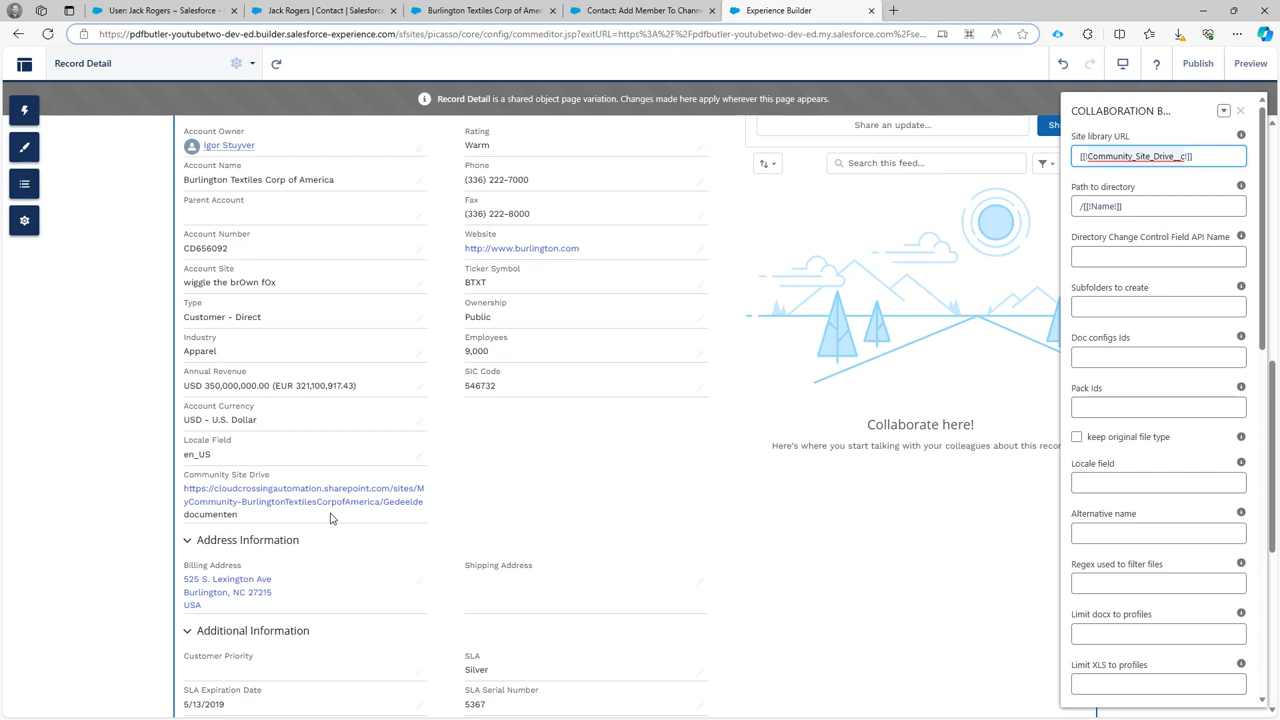 User: Jack Rogers ~ Salesforce -
Jack Rogers | Contact | Salesforc
Burlington Textiles Corp of Amer
Contact: Add Member To Channe
Experience Builder
https://pdfbutler-youtubetwo-dev-ed.builder.salesforce-experience.com/sfsites/picasso/core/config/commeditor.jsp?exitURL=https%3A%2F%2Fpdfbutler-youtubetwo-dev-ed.my.salesforce.com%2Fse...
Record Detail
Publish
Preview
Record Detail is a shared object page variation. Changes made here apply wherever this page appears.
Account Owner
Igor Stuyver
Rating
Warm
Account Name
Burlington Textiles Corp of America
Phone
(336) 222-7000
Parent Account
Fax
(336) 222-8000
Account Number
CD656092
Website
http://www.burlington.com
Account Site
wiggle the brOwn fOx
Ticker Symbol
BTXT
Type
Customer - Direct
Ownership
Public
Industry
Apparel
Employees
9,000
Annual Revenue
USD 350,000,000.00 (EUR 321,100,917.43)
SIC Code
546732
Account Currency
USD - U.S. Dollar
Locale Field
en_US
Community Site Drive
https://cloudcrossingautomation.sharepoint.com/sites/M
yCommunity-BurlingtonTextilesCorpofAmerica/Gedeelde
documenten
Address Information
Billing Address
525 S. Lexington Ave
Burlington, NC 27215
USA
Shipping Address
Additional Information
Customer Priority
SLA
Silver
SLA Expiration Date
5/13/2019
SLA Serial Number
5367
Share an update...
Sh
Search this feed...
Collaborate here!
Here's where you start talking with your colleagues about this reco
COLLABORATION B...
Site library URL
[[!Community_Site_Drive__c!]]
Path to directory
/[[!Name!]]
Directory Change Control Field API Name
Subfolders to create
Doc configs Ids
Pack Ids
keep original file type
Locale field
Alternative name
Regex used to filter files
Limit docx to profiles
Limit XLS to profiles